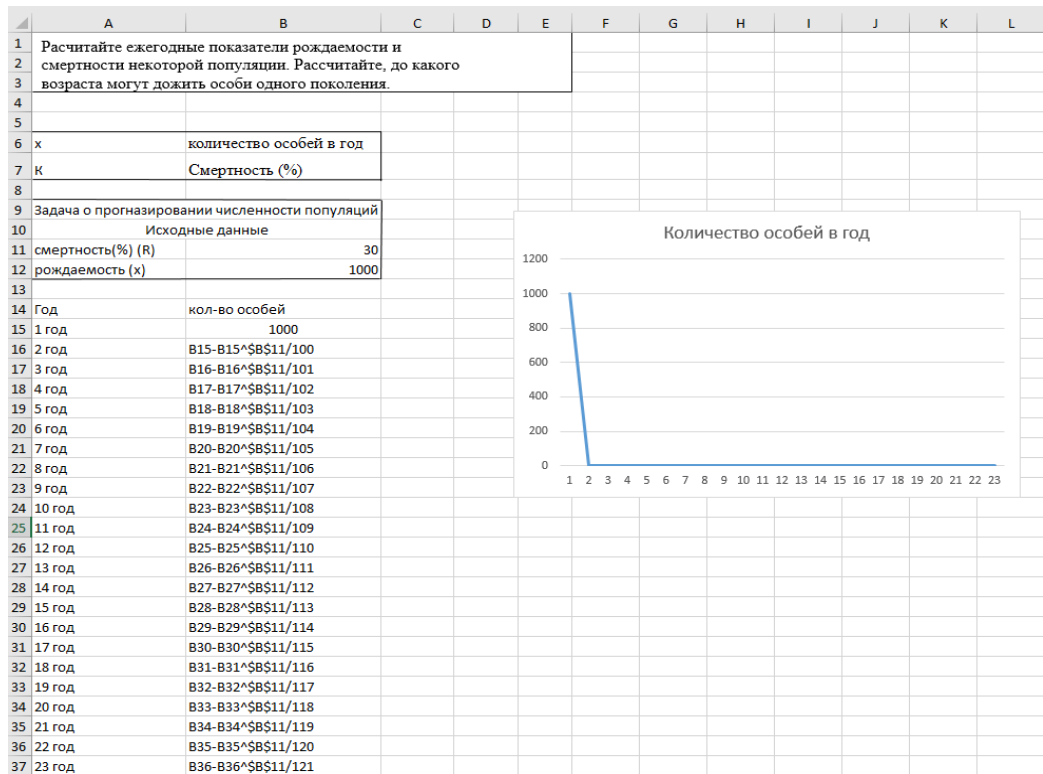 A B C D E F G H I J K L
1 Расчитайте ежегодные показатели рождаемости и
2 смертности некоторой популяции. Рассчитайте, до какого
3 возраста могут дожить особи одного поколения.
4
5
6 x количество особей в год
7 К Смертность (%)
8
9 Задача о прогназировании численности популяций
10 Исходные данные
11 смертность(%) (R) 30
12 рождаемость (x) 1000
13
14 Год кол-во особей
15 1 год 1000
16 2 год B15-B15^$B$11/100
17 3 год B16-B16^$B$11/101
18 4 год B17-B17^$B$11/102
19 5 год B18-B18^$B$11/103
20 6 год B19-B19^$B$11/104
21 7 год B20-B20^$B$11/105
22 8 год B21-B21^$B$11/106
23 9 год B22-B22^$B$11/107
24 10 год B23-B23^$B$11/108
25 11 год B24-B24^$B$11/109
26 12 год B25-B25^$B$11/110
27 13 год B26-B26^$B$11/111
28 14 год B27-B27^$B$11/112
29 15 год B28-B28^$B$11/113
30 16 год B29-B29^$B$11/114
31 17 год B30-B30^$B$11/115
32 18 год B31-B31^$B$11/116
33 19 год B32-B32^$B$11/117
34 20 год B33-B33^$B$11/118
35 21 год B34-B34^$B$11/119
36 22 год B35-B35^$B$11/120
37 23 год B36-B36^$B$11/121
Количество особей в год
1200
1000
800
600
400
200
0
1 2 3 4 5 6 7 8 9 10 11 12 13 14 15 16 17 18 19 20 21 22 23